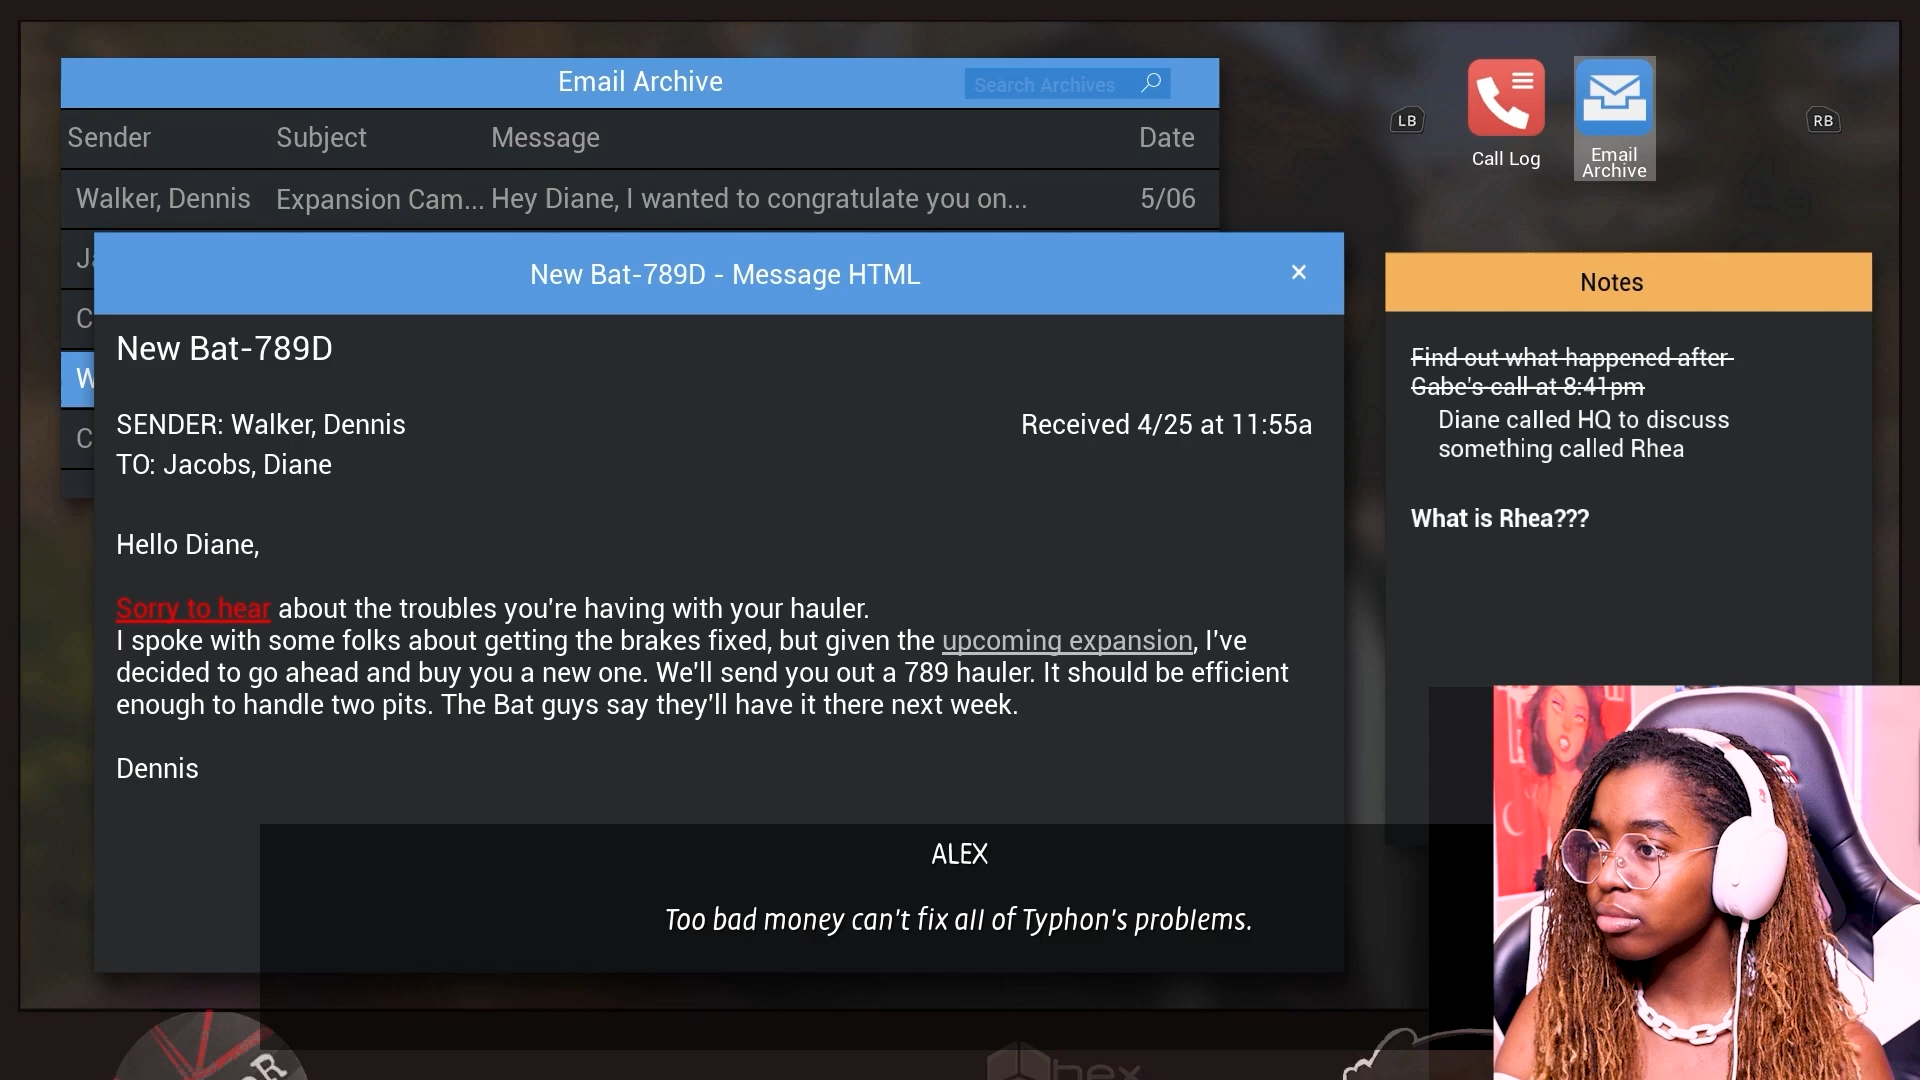 Email Archive
Search Archives
Sender Subject Message Date
Walker, Dennis Expansion Cam... Hey Diane, I wanted to congratulate you on... 5/06
Ja
C
W
C
New Bat-789D - Message HTML
×
New Bat-789D
SENDER: Walker, Dennis Received 4/25 at 11:55a
TO: Jacobs, Diane
Hello Diane,
Sorry to hear about the troubles you're having with your hauler.
I spoke with some folks about getting the brakes fixed, but given the upcoming expansion, I've
decided to go ahead and buy you a new one. We'll send you out a 789 hauler. It should be efficient
enough to handle two pits. The Bat guys say they'll have it there next week.
Dennis
ALEX
Too bad money can't fix all of Typhon's problems.
LB
Call Log
Email
Archive
RB
Notes
Find out what happened after
Gabe's call at 8:41pm
Diane called HQ to discuss
something called Rhea
What is Rhea???
hex